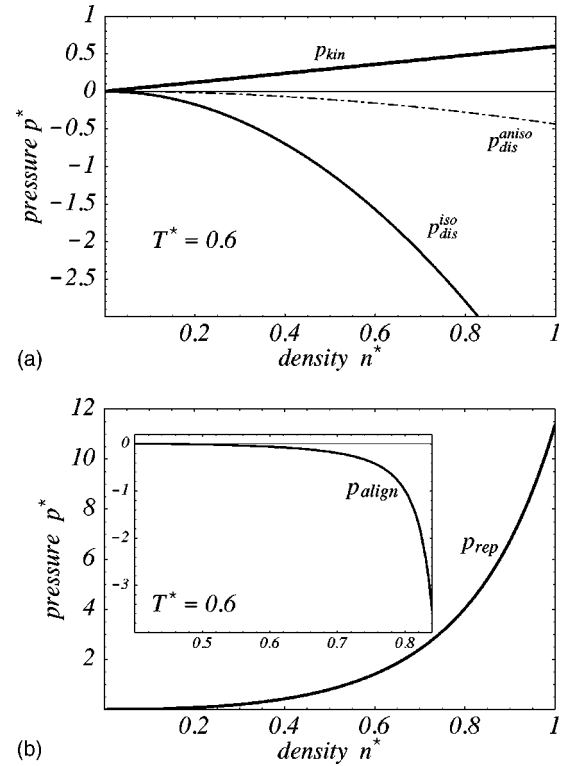 1
0.5
0
−0.5
−1
−1.5
−2
−2.5
pressure p*
p_kin
p_dis^aniso
p_dis^iso
T* = 0.6
0.2 0.4 0.6 0.8 1
density n*
(a)
12
10
8
6
4
2
pressure p*
0
−1
−2
−3
p_align
T* = 0.6
0.5 0.6 0.7 0.8
p_rep
0.2 0.4 0.6 0.8 1
density n*
(b)